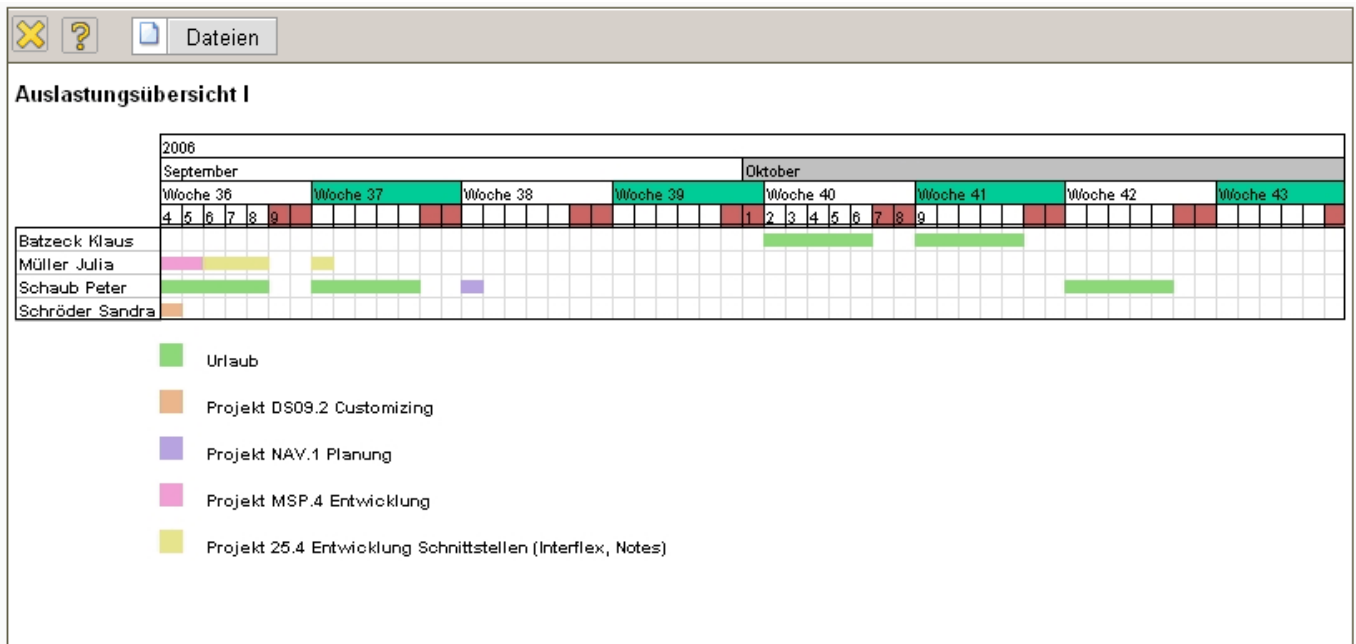 Dateien
Auslastungsübersicht I
2006
September Oktober
Woche 36 Woche 37 Woche 38 Woche 39 Woche 40 Woche 41 Woche 42 Woche 43
4 5 6 7 8 9 1 2 3 4 5 6 7 8 9
Batzeck Klaus
Müller Julia
Schaub Peter
Schröder Sandra
Urlaub
Projekt DS09.2 Customizing
Projekt NAV.1 Planung
Projekt MSP.4 Entwicklung
Projekt 25.4 Entwicklung Schnittstellen (Interflex, Notes)